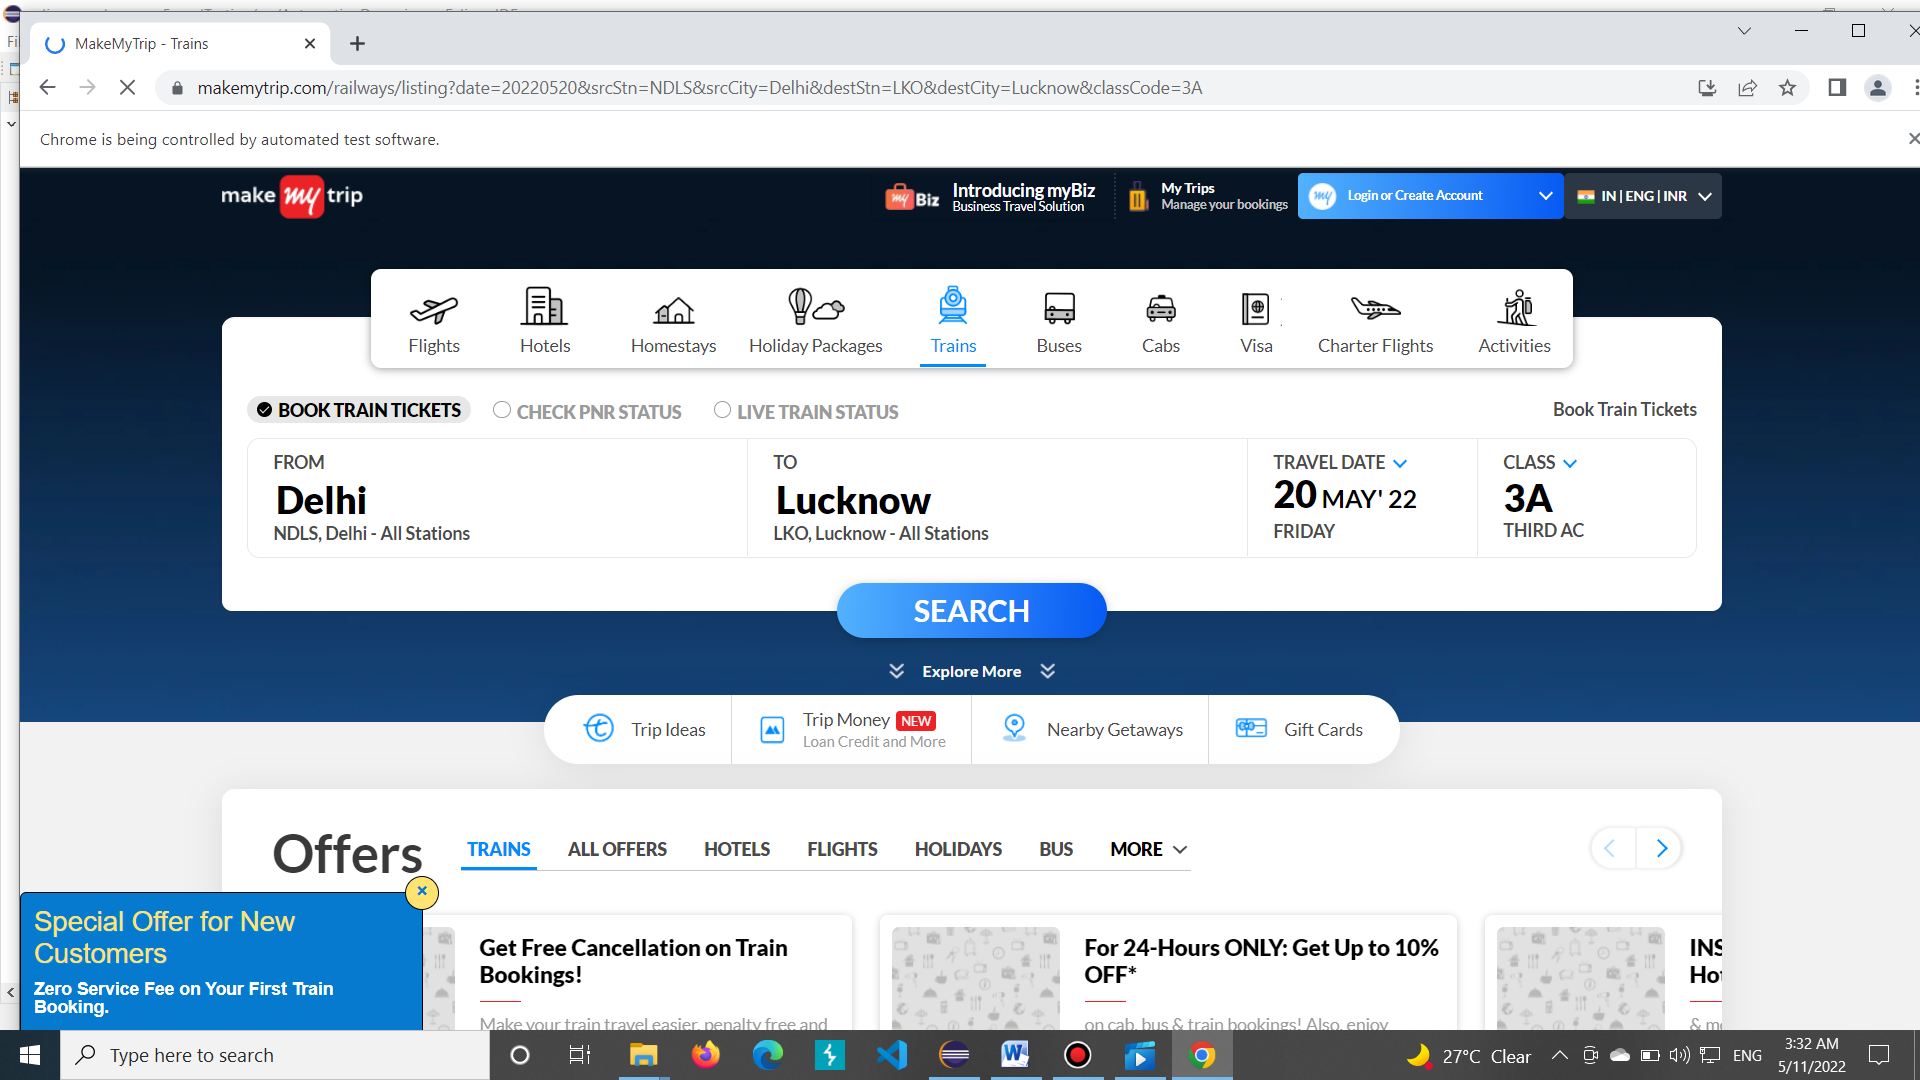 MakeMyTrip - Trains
makemytrip.com/railways/listing?date=20220520&srcStn=NDLS&srcCity=Delhi&destStn=LKO&destCity=Lucknow&classCode=3A
Chrome is being controlled by automated test software.
make my trip
my Biz
Introducing myBiz
Business Travel Solution
My Trips
Manage your bookings
my
Login or Create Account
IN | ENG | INR
Flights
Hotels
Homestays
Holiday Packages
Trains
Buses
Cabs
Visa
Charter Flights
Activities
BOOK TRAIN TICKETS
CHECK PNR STATUS
LIVE TRAIN STATUS
Book Train Tickets
FROM
Delhi
NDLS, Delhi - All Stations
TO
Lucknow
LKO, Lucknow - All Stations
TRAVEL DATE
20 MAY' 22
FRIDAY
CLASS
3A
THIRD AC
SEARCH
Explore More
Trip Ideas
Trip Money NEW
Loan Credit and More
Nearby Getaways
Gift Cards
Offers
TRAINS
ALL OFFERS
HOTELS
FLIGHTS
HOLIDAYS
BUS
MORE
Special Offer for New
Customers
Zero Service Fee on Your First Train
Booking.
Get Free Cancellation on Train
Bookings!
Make your train travel easier, penalty free and
For 24-Hours ONLY: Get Up to 10%
OFF*
on cab, bus & train bookings! Also, enjoy
INS
Type here to search
27°C Clear
ENG
3:32 AM
5/11/2022